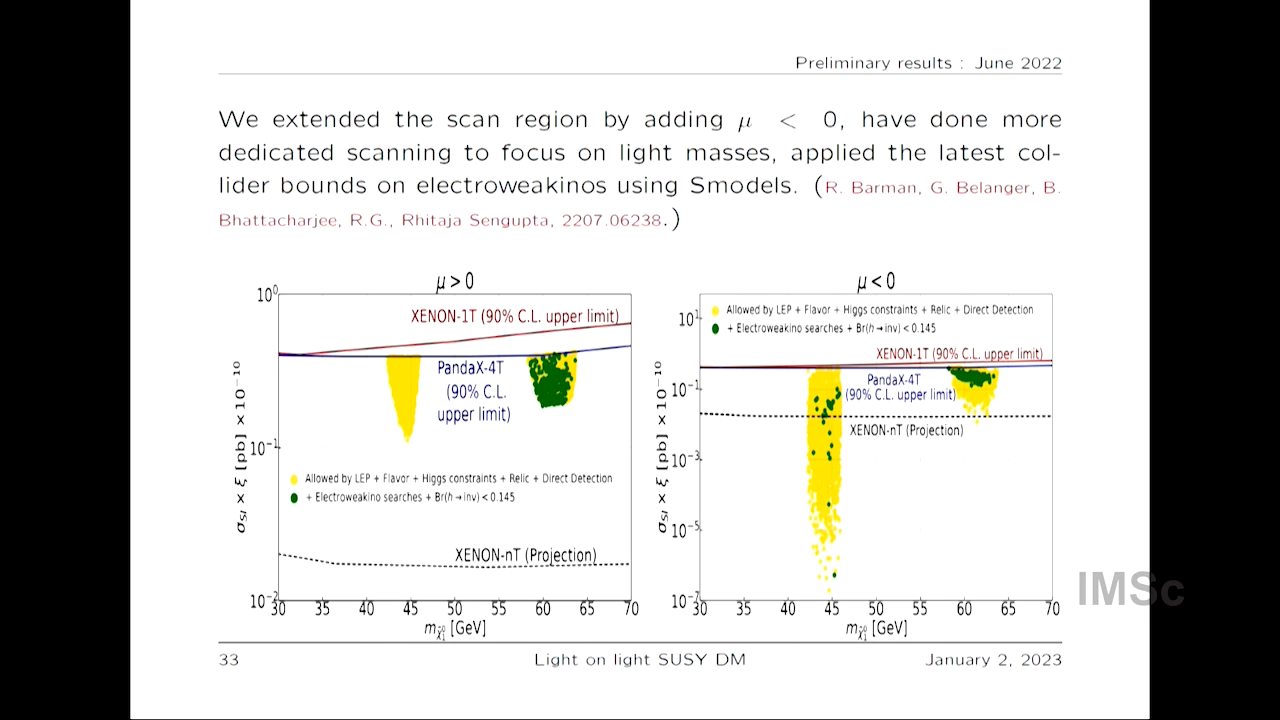 Preliminary results : June 2022
We extended the scan region by adding μ < 0, have done more
dedicated scanning to focus on light masses, applied the latest col-
lider bounds on electroweakinos using Smodels. (R. Barman, G. Belanger, B.
Bhattacharjee, R.G., Rhitaja Sengupta, 2207.06238.)
μ > 0
10⁰
XENON-1T (90% C.L. upper limit)
PandaX-4T
(90% C.L.
upper limit)
10⁻¹
Allowed by LEP + Flavor + Higgs constraints + Relic + Direct Detection
+ Electroweakino searches + Br(h → inv) < 0.145
XENON-nT (Projection)
10⁻²
σ_SI × ξ [pb] × 10⁻¹⁰
30 35 40 45 50 55 60 65 70
m_χ̃₁⁰ [GeV]
μ < 0
Allowed by LEP + Flavor + Higgs constraints + Relic + Direct Detection
10¹
+ Electroweakino searches + Br(h → inv) < 0.145
XENON-1T (90% C.L. upper limit)
PandaX-4T
10⁻¹
(90% C.L. upper limit)
XENON-nT (Projection)
10⁻³
10⁻⁵
10⁻⁷
σ_SI × ξ [pb] × 10⁻¹⁰
30 35 40 45 50 55 60 65 70
m_χ̃₁⁰ [GeV]
IMSc
33 Light on light SUSY DM January 2, 2023